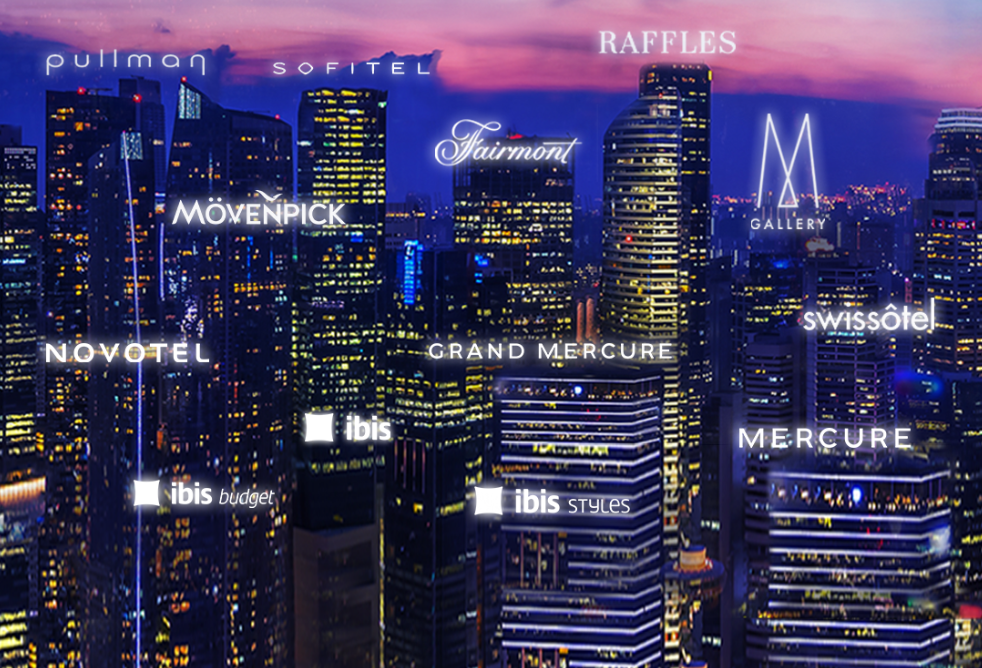 pullman
SOFITEL
RAFFLES
Fairmont
M
GALLERY
MÖVENPICK
swissôtel
NOVOTEL
GRAND MERCURE
ibis
MERCURE
ibis budget
ibis STYLES